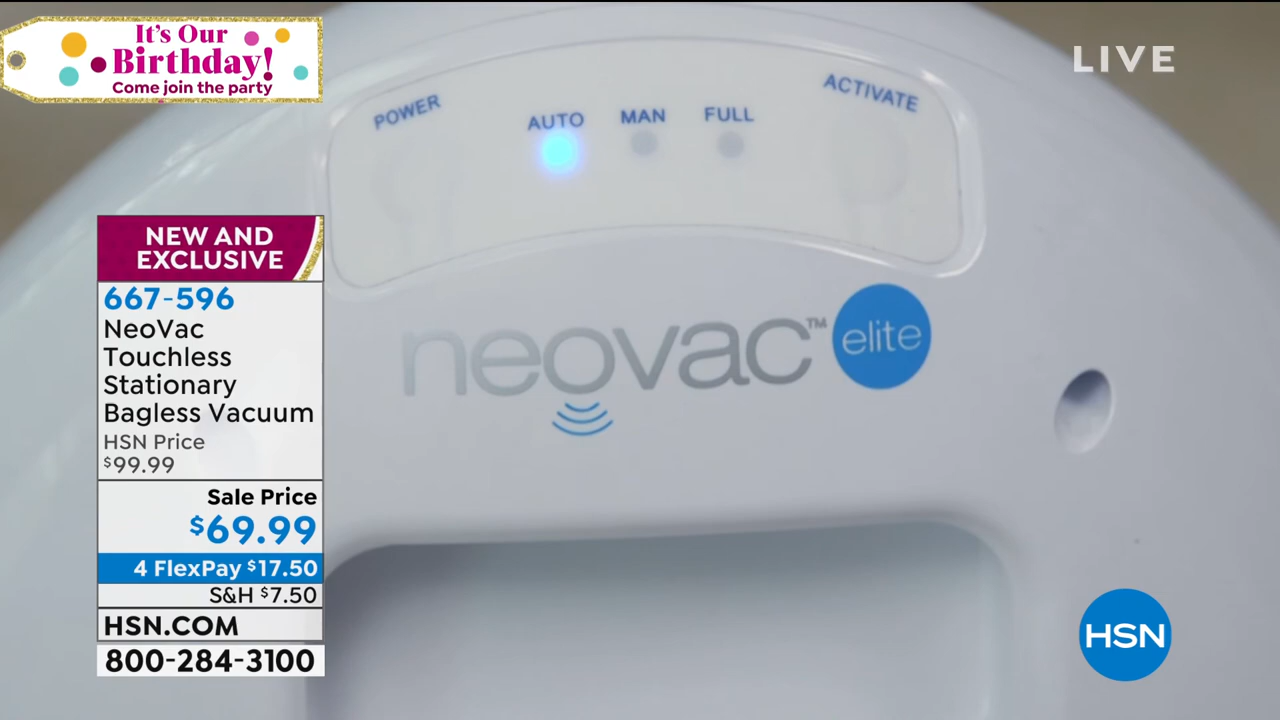 It's Our
Birthday!
Come join the party
LIVE
POWER
AUTO
MAN
FULL
ACTIVATE
neovac™ elite
NEW AND
EXCLUSIVE
667-596
NeoVac
Touchless
Stationary
Bagless Vacuum
HSN Price
$99.99
Sale Price
$69.99
4 FlexPay $17.50
S&H $7.50
HSN.COM
800-284-3100
HSN